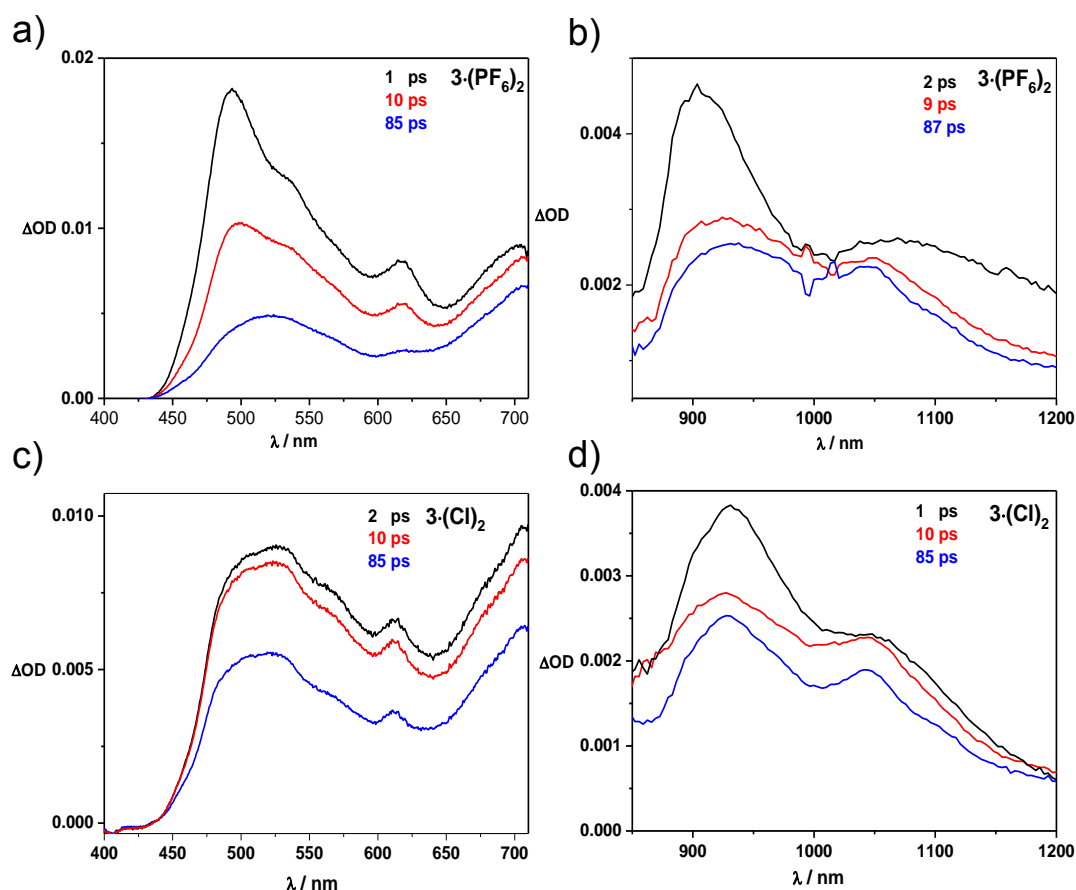 a)
0.02
0.01
0.00
ΔOD
1 ps
10 ps
85 ps
3·(PF₆)₂
400 450 500 550 600 650 700
λ / nm
b)
0.004
0.002
ΔOD
2 ps
9 ps
87 ps
3·(PF₆)₂
900 1000 1100 1200
λ / nm
c)
0.010
0.005
0.000
ΔOD
2 ps
10 ps
85 ps
3·(Cl)₂
400 450 500 550 600 650 700
λ / nm
d)
0.004
0.003
0.002
0.001
0.000
ΔOD
1 ps
10 ps
85 ps
3·(Cl)₂
900 1000 1100 1200
λ / nm